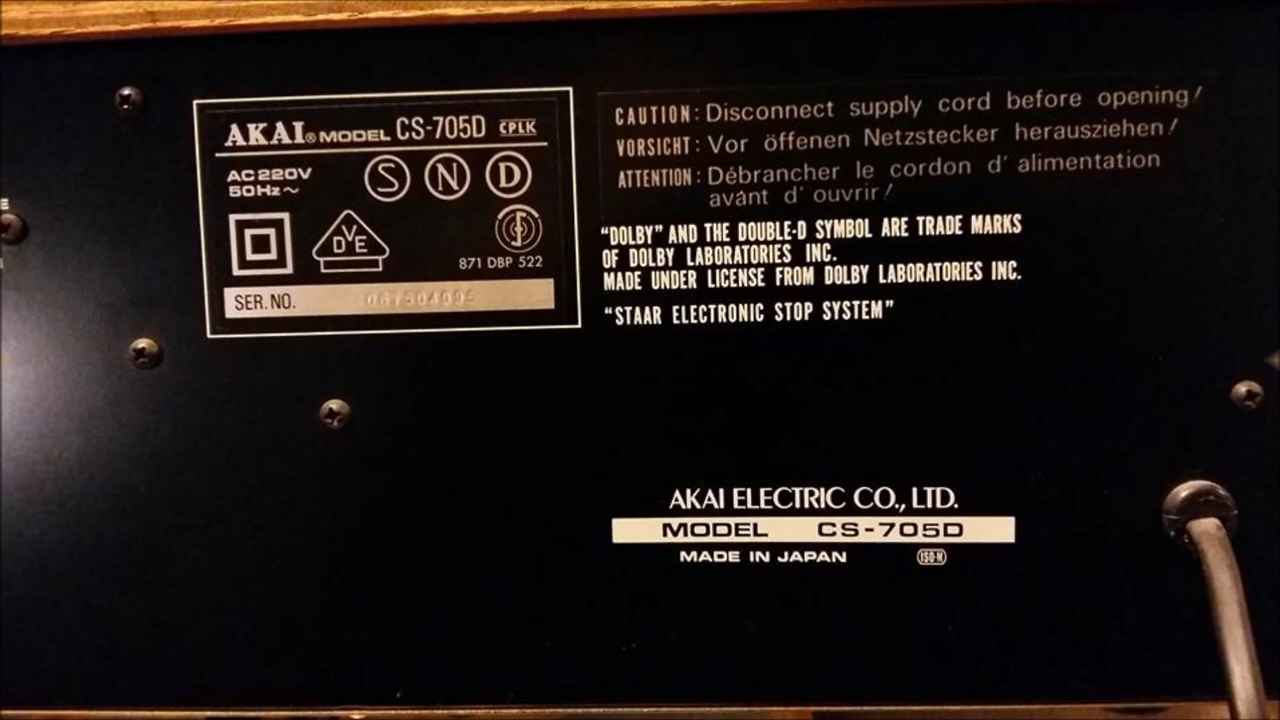 AKAI® MODEL CS-705D CPLK
AC 220V
50Hz~
S N D
D V E
871 DBP 522
SER. NO.
CAUTION: Disconnect supply cord before opening!
VORSICHT: Vor öffenen Netzstecker herausziehen!
ATTENTION: Débrancher le cordon d' alimentation
avánt d' ouvrir!
"DOLBY" AND THE DOUBLE-D SYMBOL ARE TRADE MARKS
OF DOLBY LABORATORIES INC.
MADE UNDER LICENSE FROM DOLBY LABORATORIES INC.
"STAAR ELECTRONIC STOP SYSTEM"
AKAI ELECTRIC CO., LTD.
MODEL CS-705D
MADE IN JAPAN ISO-N